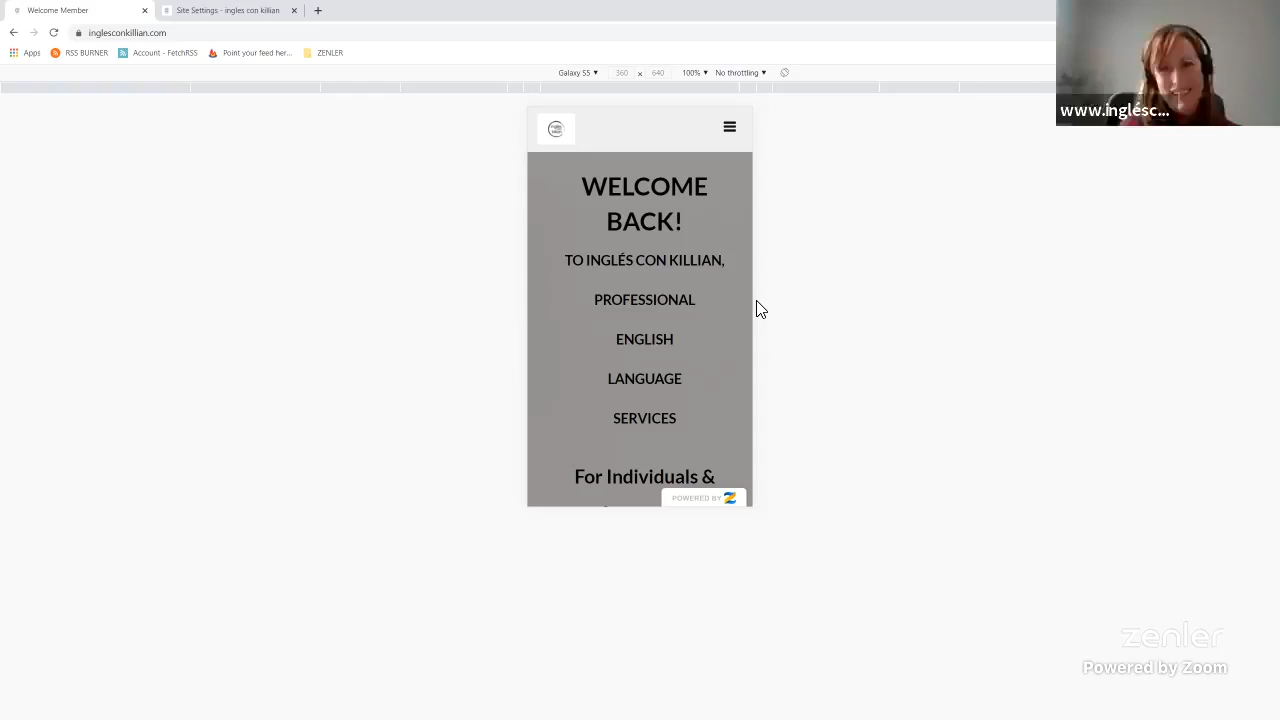 Welcome Member
Site Settings - ingles con killian
inglesconkillian.com
Apps
RSS BURNER
Account - FetchRSS
Point your feed her...
ZENLER
Galaxy S5
360
640
100%
No throttling
www.inglésc...
WELCOME
BACK!
TO INGLÉS CON KILLIAN,
PROFESSIONAL
ENGLISH
LANGUAGE
SERVICES
For Individuals &
POWERED BY
zenler
Powered by Zoom